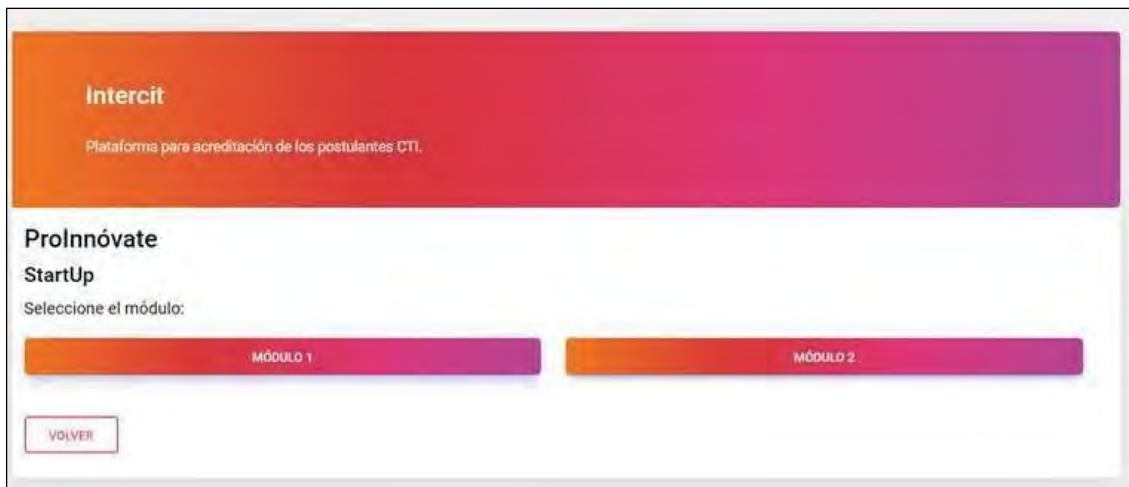 Intercit
Plataforma para acreditación de los postulantes CTI.
ProInnóvate
StartUp
Seleccione el módulo:
MÓDULO 1
MÓDULO 2
VOLVER